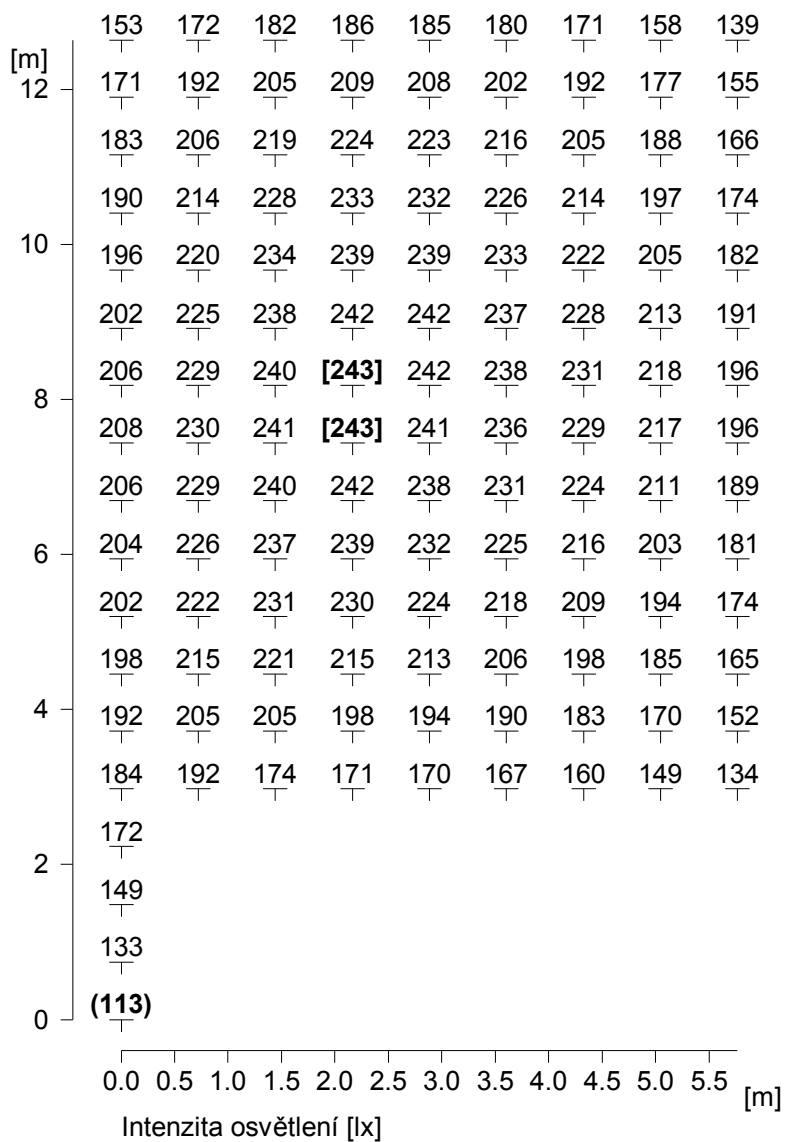 153 172 182 186 185 180 171 158 139
[m]
12 171 192 205 209 208 202 192 177 155
183 206 219 224 223 216 205 188 166
190 214 228 233 232 226 214 197 174
10 196 220 234 239 239 233 222 205 182
202 225 238 242 242 237 228 213 191
206 229 240 [243] 242 238 231 218 196
8 208 230 241 [243] 241 236 229 217 196
206 229 240 242 238 231 224 211 189
6 204 226 237 239 232 225 216 203 181
202 222 231 230 224 218 209 194 174
198 215 221 215 213 206 198 185 165
4 192 205 205 198 194 190 183 170 152
184 192 174 171 170 167 160 149 134
172
2
149
133
(113)
0
0.0 0.5 1.0 1.5 2.0 2.5 3.0 3.5 4.0 4.5 5.0 5.5 [m]
Intenzita osvětlení [lx]